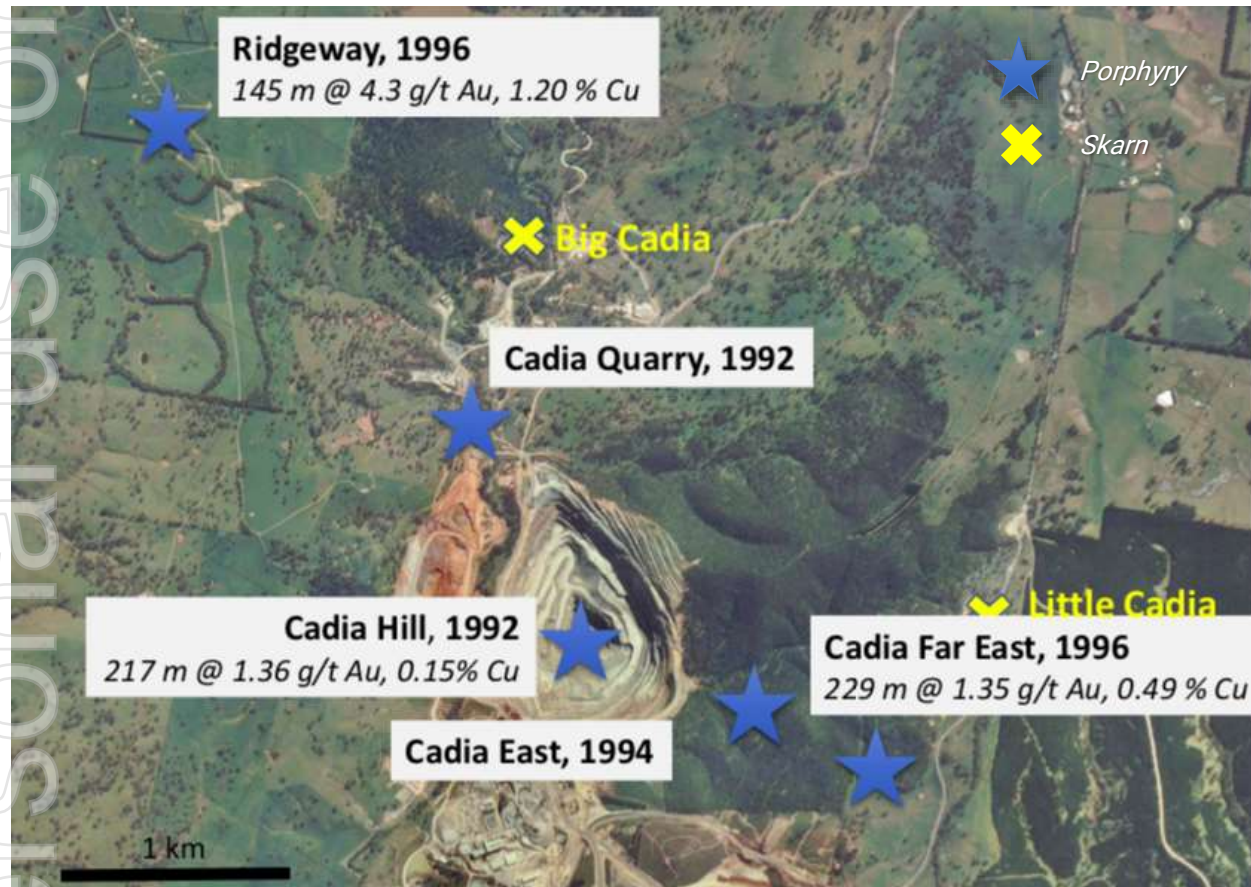 Ridgeway, 1996
145 m @ 4.3 g/t Au, 1.20 % Cu
Porphyry
Skarn
Big Cadia
Cadia Quarry, 1992
Little Cadia
Cadia Hill, 1992
217 m @ 1.36 g/t Au, 0.15% Cu
Cadia Far East, 1996
229 m @ 1.35 g/t Au, 0.49 % Cu
Cadia East, 1994
1 km
ersonal use o